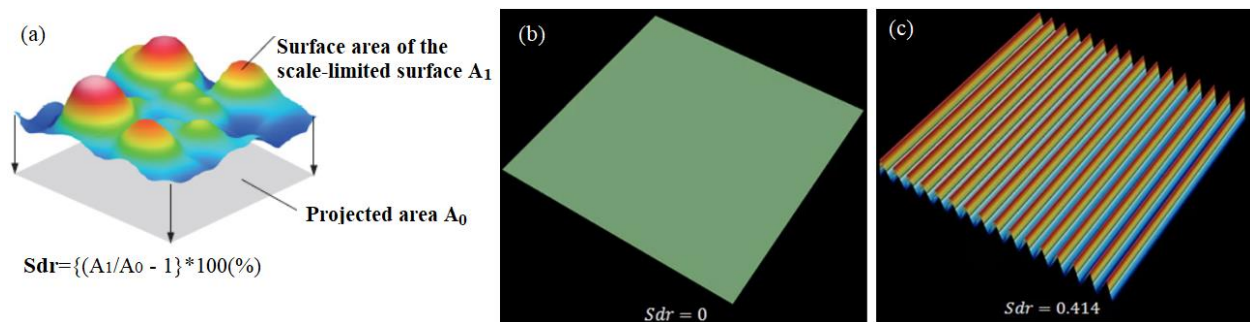 (a)
Surface area of the
scale-limited surface A₁
Projected area A₀
Sdr={(A₁/A₀ - 1}*100(%)
(b)
Sdr = 0
(c)
Sdr = 0.414